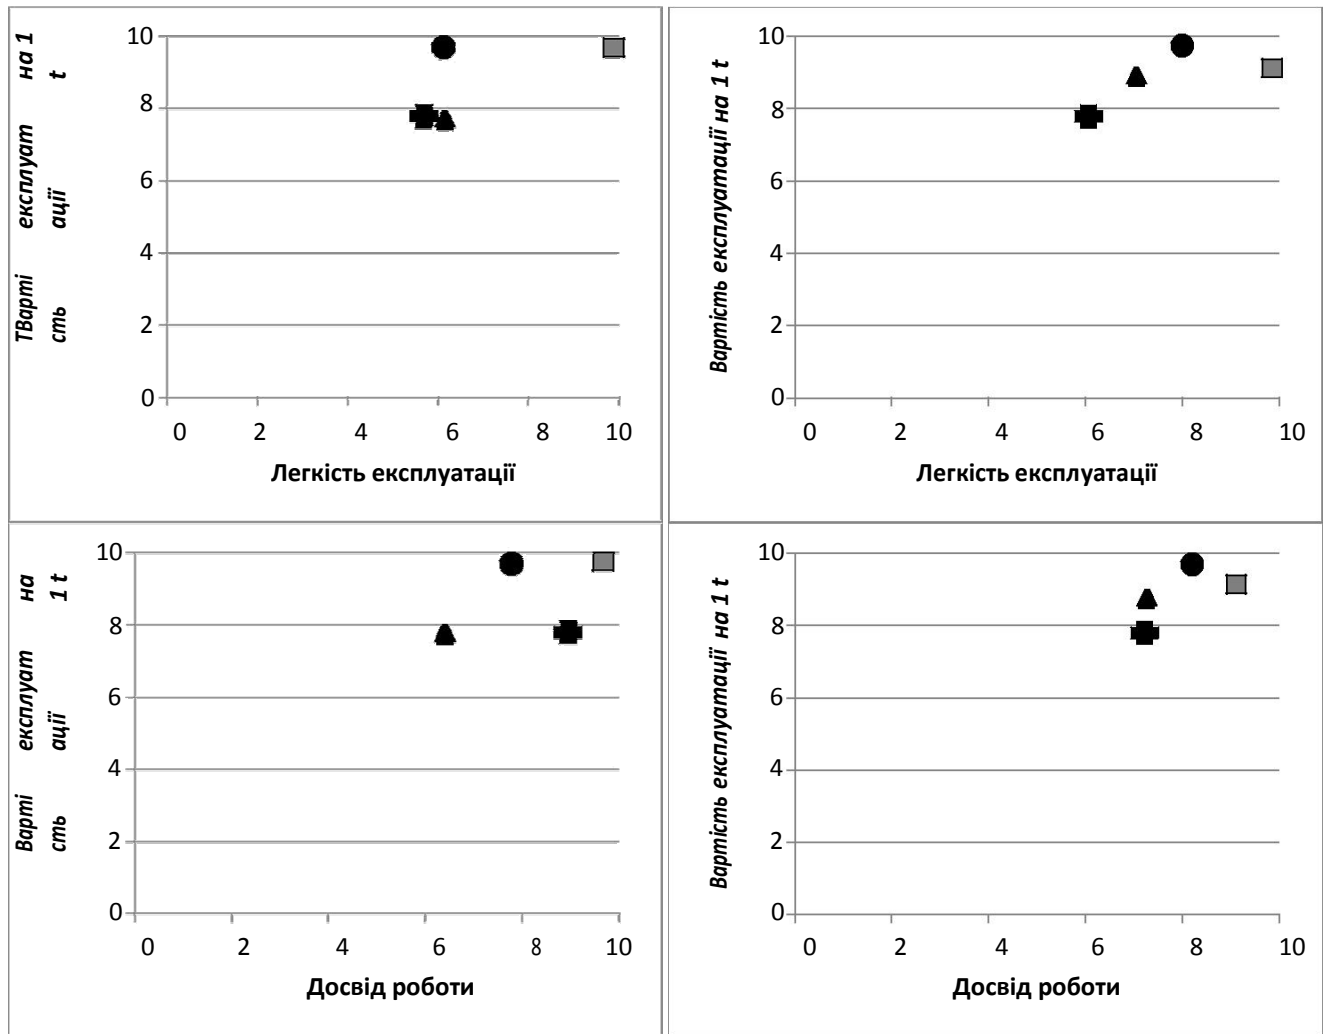 ТВарті експлуат на 1
сть ації t
10
8
6
4
2
0
0 2 4 6 8 10
Легкість експлуатації
Вартість експлуатації на 1 t
10
8
6
4
2
0
0 2 4 6 8 10
Легкість експлуатації
Варті експлуат на
сть ації 1 t
10
8
6
4
2
0
0 2 4 6 8 10
Досвід роботи
Вартість експлуатації на 1 t
10
8
6
4
2
0
0 2 4 6 8 10
Досвід роботи